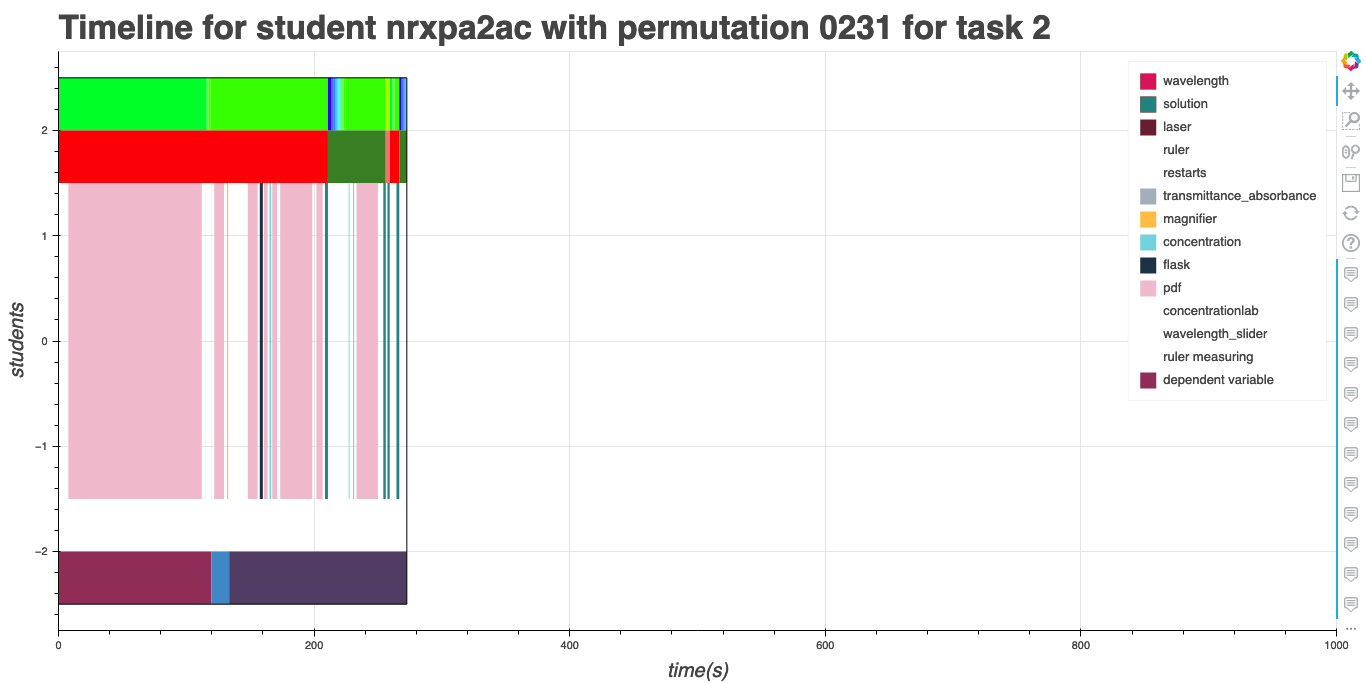 Timeline for student nrxpa2ac with permutation 0231 for task 2
wavelength
solution
laser
ruler
restarts
transmittance_absorbance
magnifier
concentration
flask
pdf
concentrationlab
wavelength_slider
ruler measuring
dependent variable
students
2
1
0
−1
−2
0
200
400
600
800
1000
time(s)